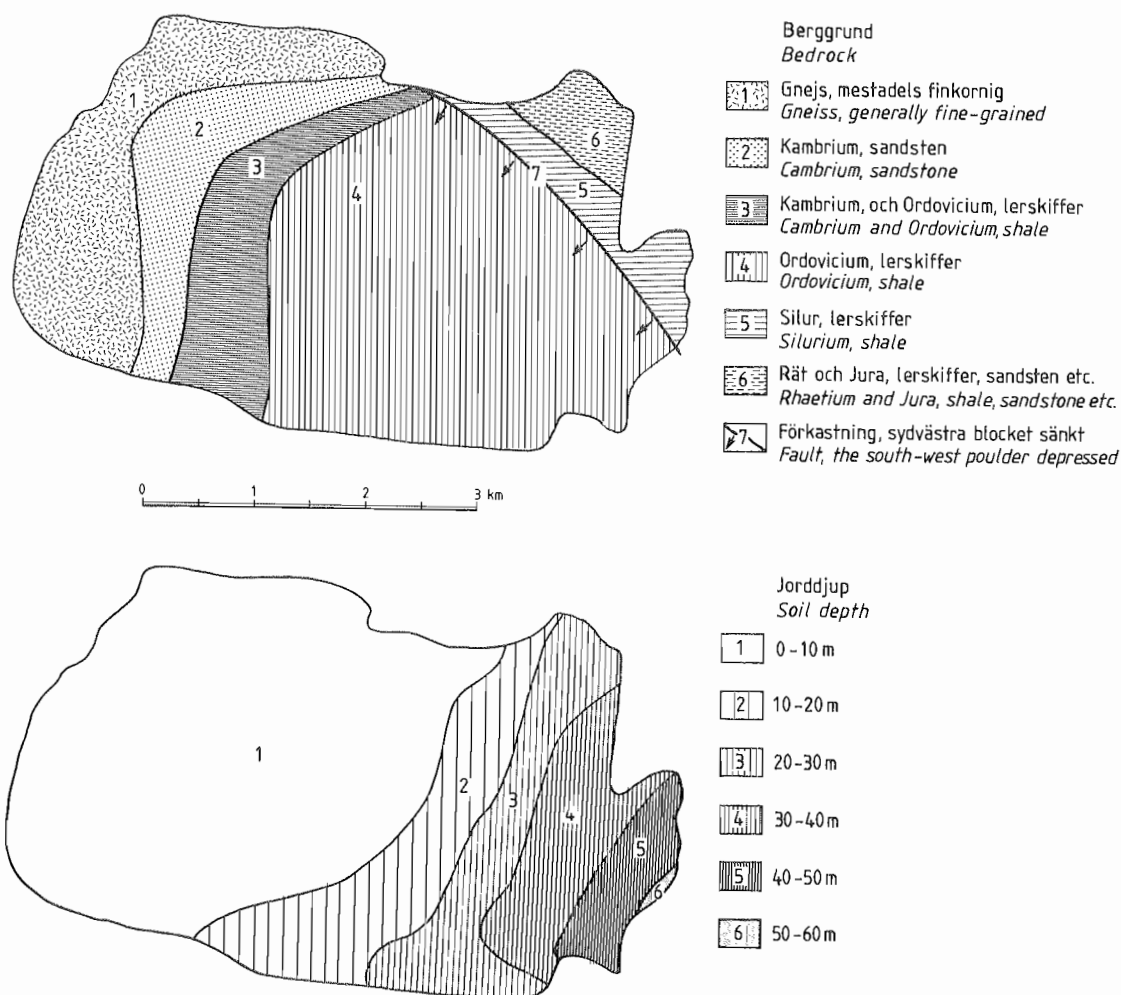 Berggrund
Bedrock
1 Gnejs, mestadels finkornig
Gneiss, generally fine-grained
2 Kambrium, sandsten
Cambrium, sandstone
3 Kambrium, och Ordovicium, lerskiffer
Cambrium and Ordovicium, shale
4 Ordovicium, lerskiffer
Ordovicium, shale
5 Silur, lerskiffer
Silurium, shale
6 Rät och Jura, lerskiffer, sandsten etc.
Rhaetium and Jura, shale, sandstone etc.
7 Förkastning, sydvästra blocket sänkt
Fault, the south-west poulder depressed
1
2
3
4
7
5
6
0 1 2 3 km
Jorddjup
Soil depth
1 0-10 m
2 10-20 m
3 20-30 m
4 30-40 m
5 40-50 m
6 50-60 m
1
2
3
4
5
6